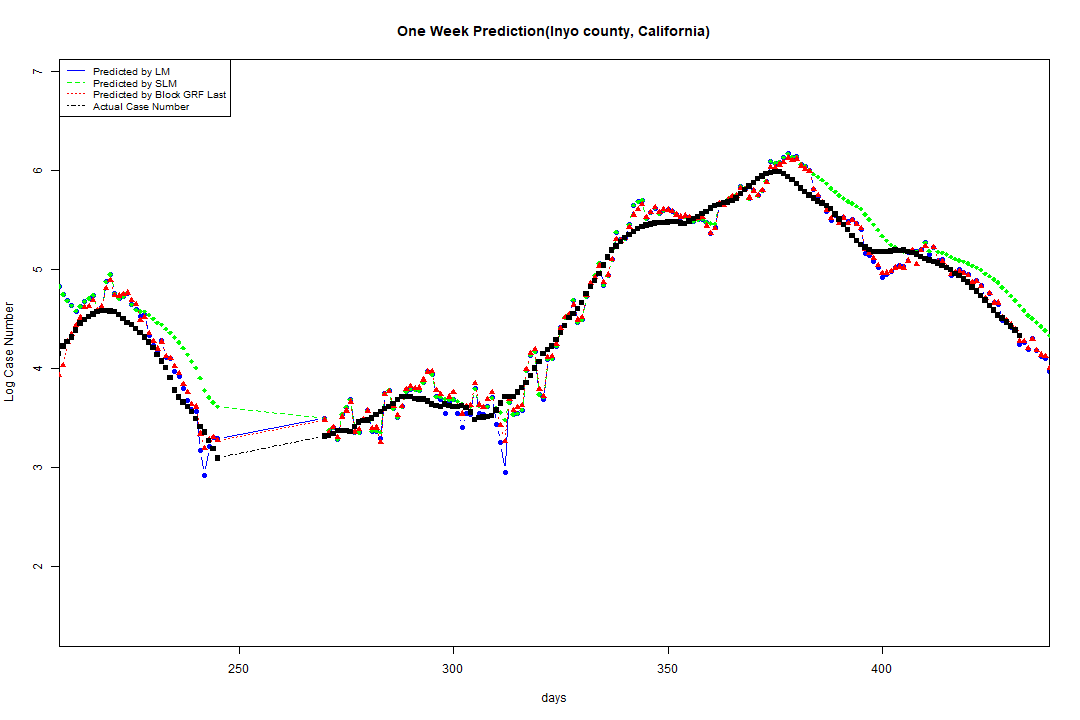 One Week Prediction(Inyo county, California)
Predicted by LM
Predicted by SLM
Predicted by Block GRF Last
Actual Case Number
7
6
5
4
3
2
Log Case Number
250 300 350 400
days